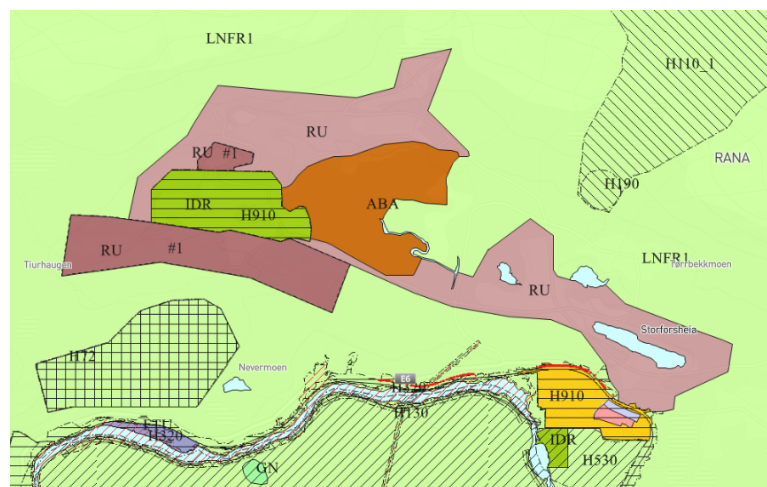 LNFR1
H110_1
RU
RU #1
RANA
H190
IDR
ABA
H910
RU
#1
LNFR1
Tiurhaugen
Tørrbekkmoen
RU
Storforsheia
H72
Nevermoen
E6
H130
H910
H320
IDR
GN
H530